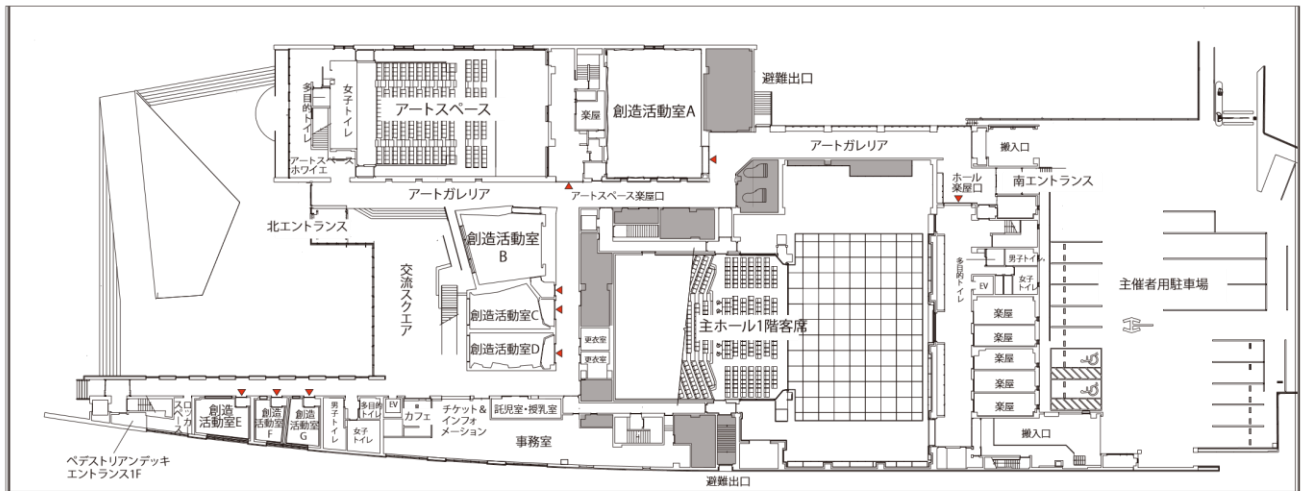 避難出口
多目的トイレ
女子トイレ
アートスペース
楽屋
創造活動室A
アートスペース
ホワイエ
アートガレリア
搬入口
アートガレリア
アートスペース楽屋口
ホール
楽屋口
南エントランス
北エントランス
創造活動室
B
交流スクエア
創造活動室C
創造活動室D
更衣室
更衣室
主ホール1階客席
多目的トイレ
男子トイレ
EV
女子
トイレ
楽屋
楽屋
楽屋
楽屋
楽屋
主催者用駐車場
ロッカー
スペース
創造
活動室E
創造
活動室
F
創造
活動室
G
男子トイレ
多目的
トイレ
女子
トイレ
EV
カフェ
チケット&
インフォ
メーション
託児室・授乳室
事務室
搬入口
ペデストリアンデッキ
エントランス1F
避難出口